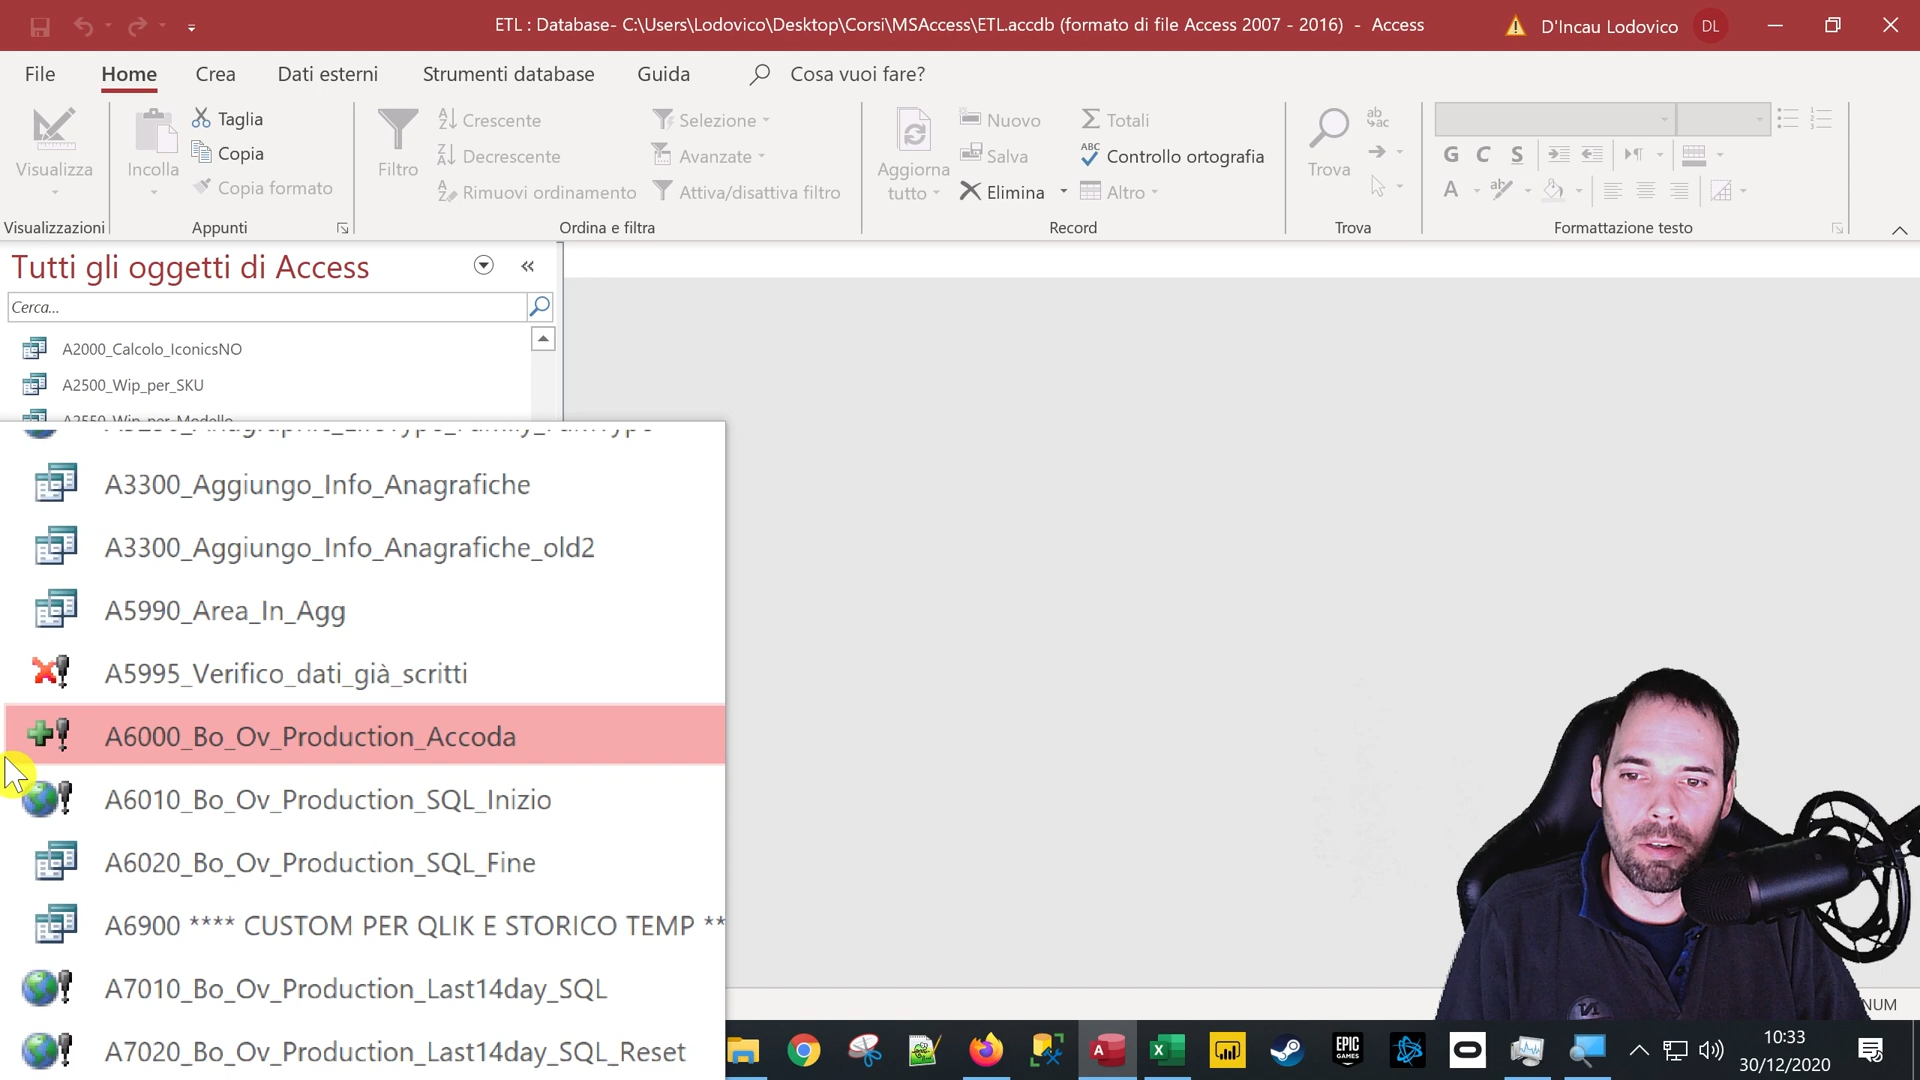 ETL : Database- C:\Users\Lodovico\Desktop\Corsi\MSAccess\ETL.accdb (formato di file Access 2007 - 2016) - Access
D'Incau Lodovico DL
File Home Crea Dati esterni Strumenti database Guida Cosa vuoi fare?
Visualizza
Incolla
Taglia
Copia
Copia formato
Filtro
Crescente
Decrescente
Rimuovi ordinamento
Selezione
Avanzate
Attiva/disattiva filtro
Aggiorna
tutto
Nuovo
Salva
Elimina
Totali
Controllo ortografia
Altro
Trova
G C S
A
Visualizzazioni Appunti Ordina e filtra Record Trova Formattazione testo
Tutti gli oggetti di Access
Cerca...
A2000_Calcolo_IconicsNO
A2500_Wip_per_SKU
A2550_Wip_per_Modello
A3300_Aggiungo_Info_Anagrafiche
A3300_Aggiungo_Info_Anagrafiche_old2
A5990_Area_In_Agg
A5995_Verifico_dati_già_scritti
A6000_Bo_Ov_Production_Accoda
A6010_Bo_Ov_Production_SQL_Inizio
A6020_Bo_Ov_Production_SQL_Fine
A6900 **** CUSTOM PER QLIK E STORICO TEMP **
A7010_Bo_Ov_Production_Last14day_SQL
A7020_Bo_Ov_Production_Last14day_SQL_Reset
NUM
EPIC
GAMES
10:33
30/12/2020